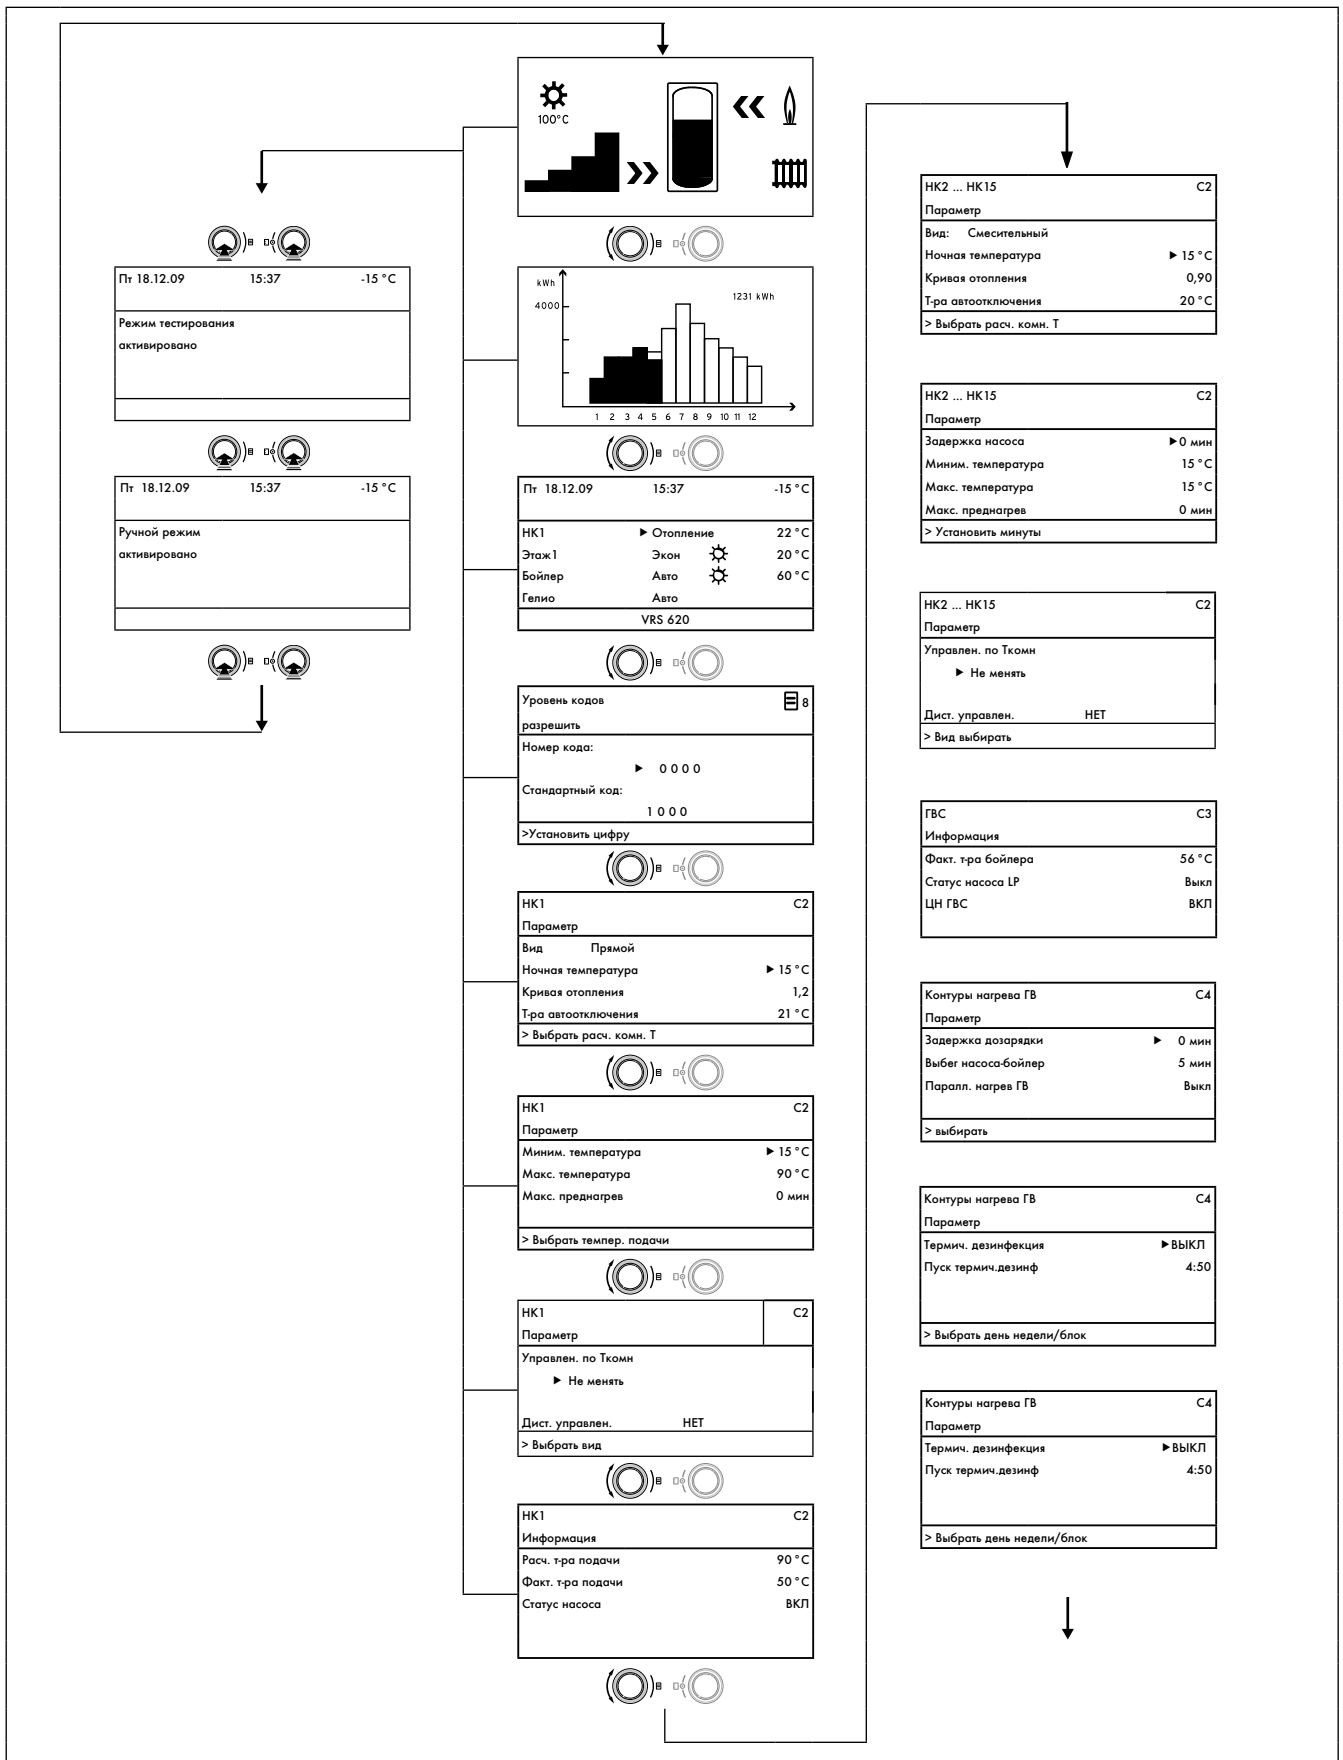 100°C
kWh
4000
1231 kWh
1 2 3 4 5 6 7 8 9 10 11 12
Пт 18.12.09 15:37 -15 °C
Режим тестирования
активировано
Пт 18.12.09 15:37 -15 °C
Ручной режим
активировано
Пт 18.12.09 15:37 -15 °C
НК1 ▶ Отопление 22 °C
Этаж1 Экон 20 °C
Бойлер Авто 60 °C
Гелио Авто
VRS 620
Уровень кодов 8
разрешить
Номер кода:
▶ 0 0 0 0
Стандартный код:
1 0 0 0
>Установить цифру
НК1 C2
Параметр
Вид Прямой
Ночная температура ▶ 15 °C
Кривая отопления 1,2
Т-ра автоотключения 21 °C
> Выбрать расч. комн. Т
НК1 C2
Параметр
Миним. температура ▶ 15 °C
Макс. температура 90 °C
Макс. преднагрев 0 мин
> Выбрать темпер. подачи
НК1 C2
Параметр
Управлен. по Ткомн
▶ Не менять
Дист. управлен. НЕТ
> Выбрать вид
НК1 C2
Информация
Расч. т-ра подачи 90 °C
Факт. т-ра подачи 50 °C
Статус насоса ВКЛ
НК2 ... НК15 C2
Параметр
Вид: Смесительный
Ночная температура ▶ 15 °C
Кривая отопления 0,90
Т-ра автоотключения 20 °C
> Выбрать расч. комн. Т
НК2 ... НК15 C2
Параметр
Задержка насоса ▶0 мин
Миним. температура 15 °C
Макс. температура 15 °C
Макс. преднагрев 0 мин
> Установить минуты
НК2 ... НК15 C2
Параметр
Управлен. по Ткомн
▶ Не менять
Дист. управлен. НЕТ
> Вид выбирать
ГВС C3
Информация
Факт. т-ра бойлера 56 °C
Статус насоса LP Выкл
ЦН ГВС ВКЛ
Контуры нагрева ГВ C4
Параметр
Задержка дозарядки ▶ 0 мин
Выбег насоса-бойлер 5 мин
Паралл. нагрев ГВ Выкл
> выбирать
Контуры нагрева ГВ C4
Параметр
Термич. дезинфекция ▶ВЫКЛ
Пуск термич.дезинф 4:50
> Выбрать день недели/блок
Контуры нагрева ГВ C4
Параметр
Термич. дезинфекция ▶ВЫКЛ
Пуск термич.дезинф 4:50
> Выбрать день недели/блок